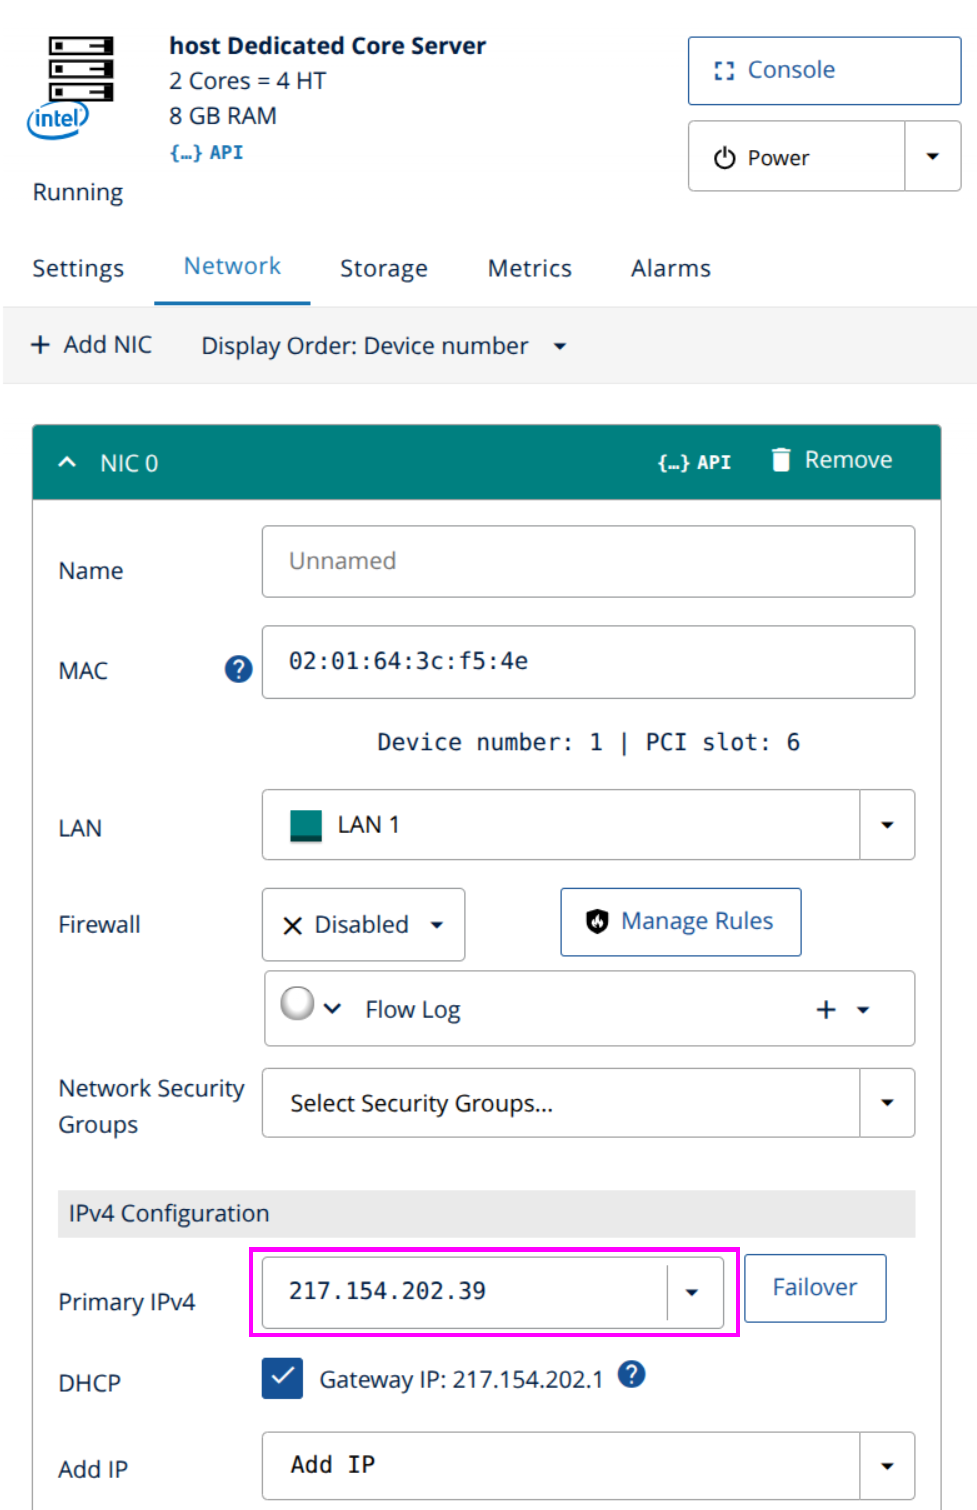 host Dedicated Core Server
2 Cores = 4 HT
8 GB RAM
{…} API
intel
Running
Console
Power
Settings Network Storage Metrics Alarms
+ Add NIC Display Order: Device number
NIC 0 {…} API Remove
Name Unnamed
MAC ? 02:01:64:3c:f5:4e
Device number: 1 | PCI slot: 6
LAN LAN 1
Firewall Disabled Manage Rules
Flow Log +
Network Security
Groups
Select Security Groups...
IPv4 Configuration
Primary IPv4 217.154.202.39 Failover
DHCP Gateway IP: 217.154.202.1 ?
Add IP Add IP